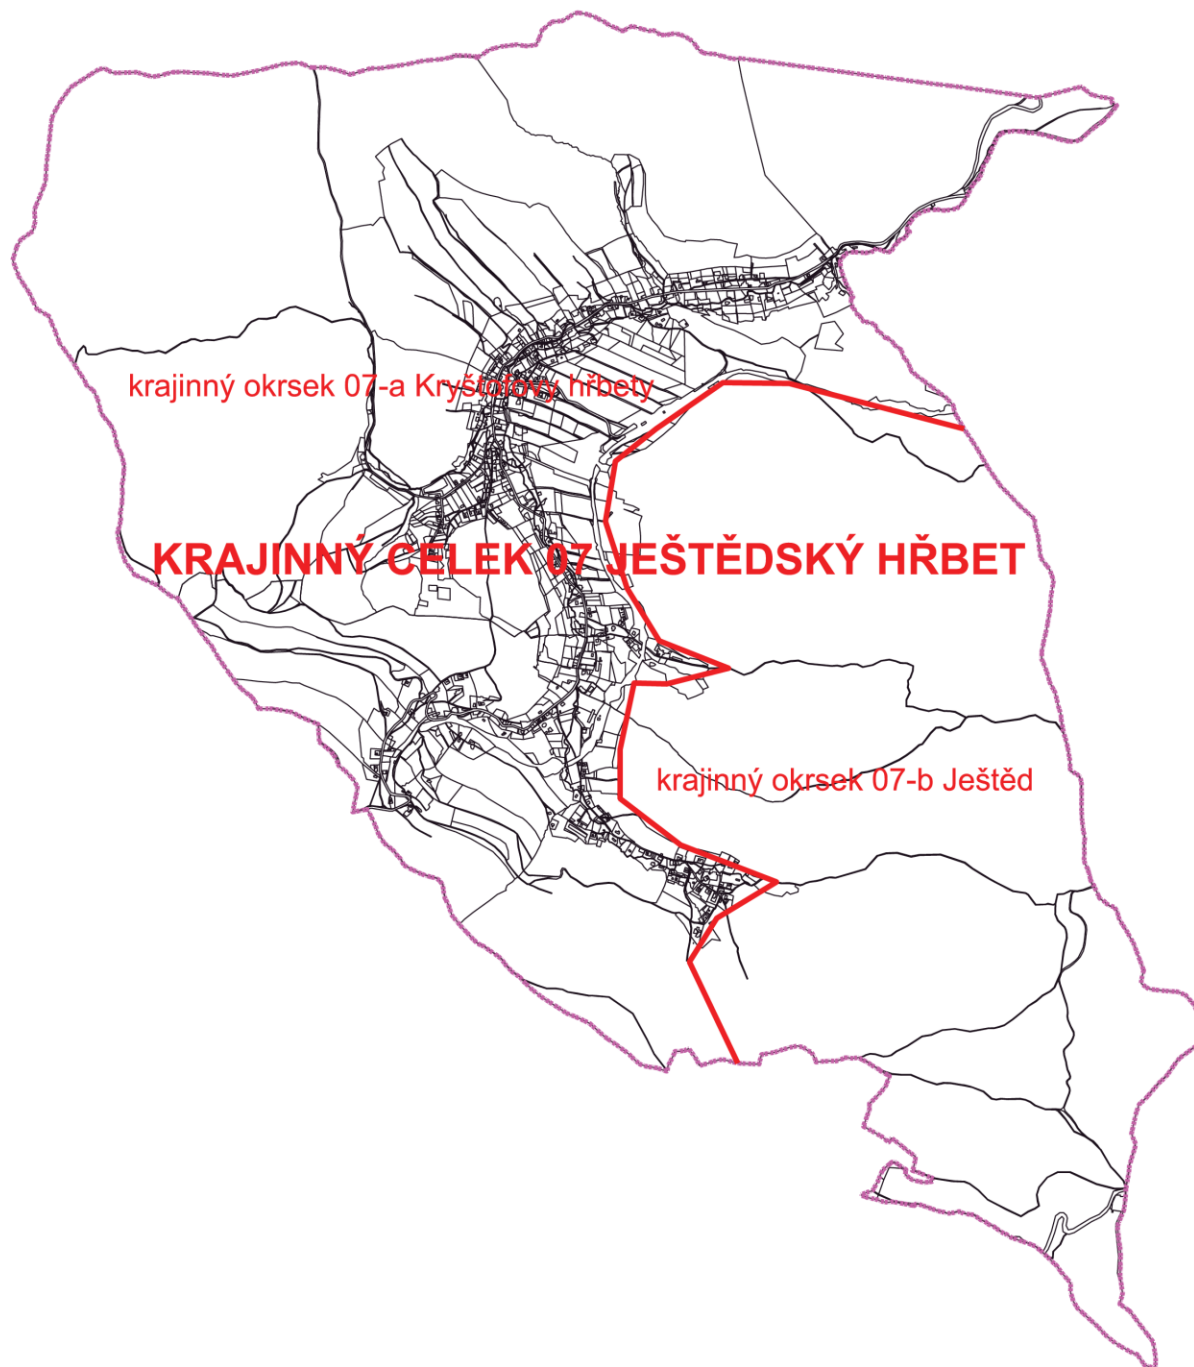 krajinný okrsek 07-a Kryštofovy hřbety
KRAJINNÝ CELEK 07 JEŠTĚDSKÝ HŘBET
krajinný okrsek 07-b Ještěd